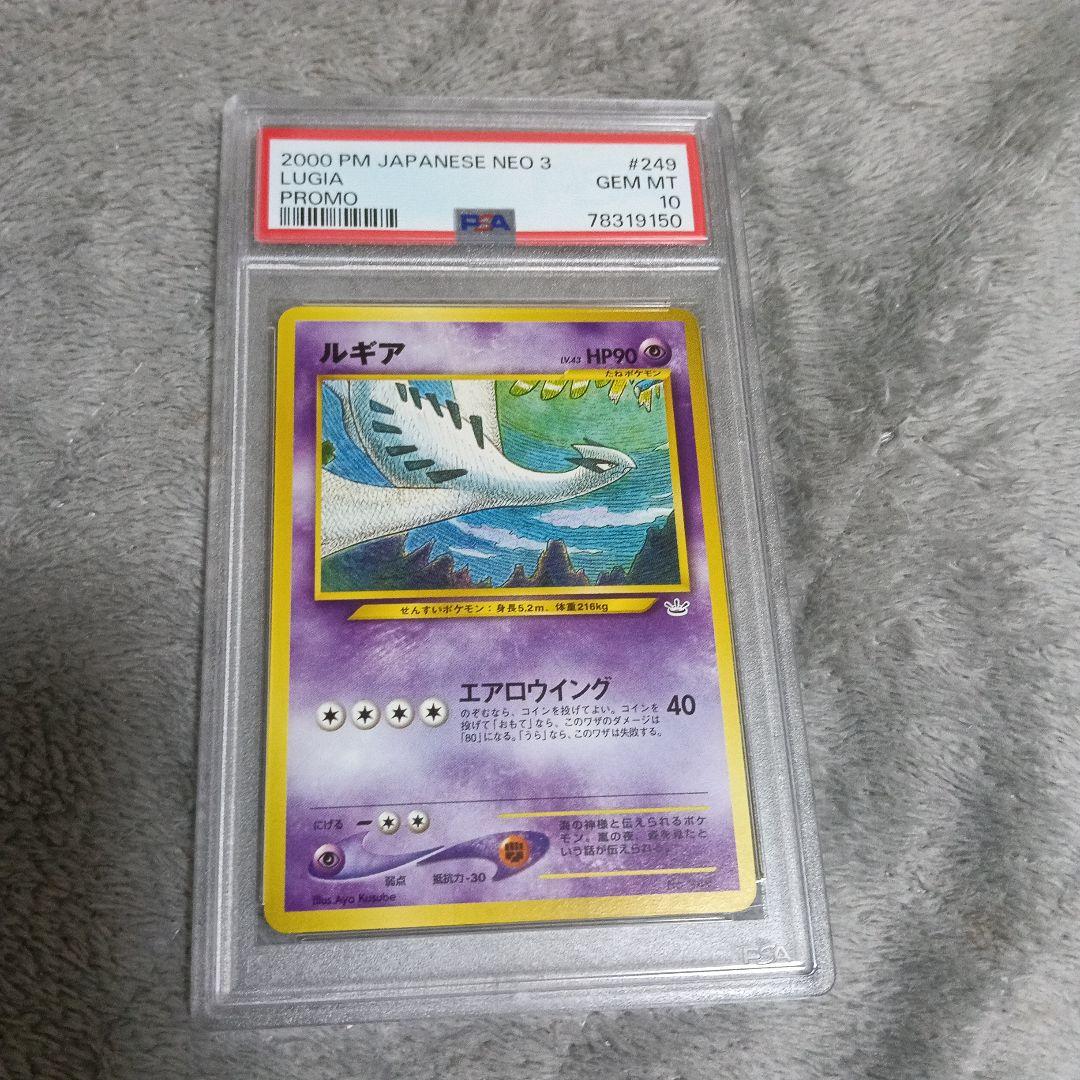 2000 PM JAPANESE NEO 3 #249
LUGIA GEM MT
PROMO 10
PSA 78319150
ルギア LV.43 HP90
たねポケモン
せんすいポケモン：身長5.2m、体重216kg
エアロウイング 40
のぞむなら、コインを投げてよい。コインを
投げて「おもて」なら、このワザのダメージは
「80」になる。「うら」なら、このワザは失敗する。
にげる
弱点 抵抗力-30
海の神様と伝えられるポケ
モン。嵐の夜、姿を見たと
いう話が伝えられる。
Illus. Aya Kusube
PSA